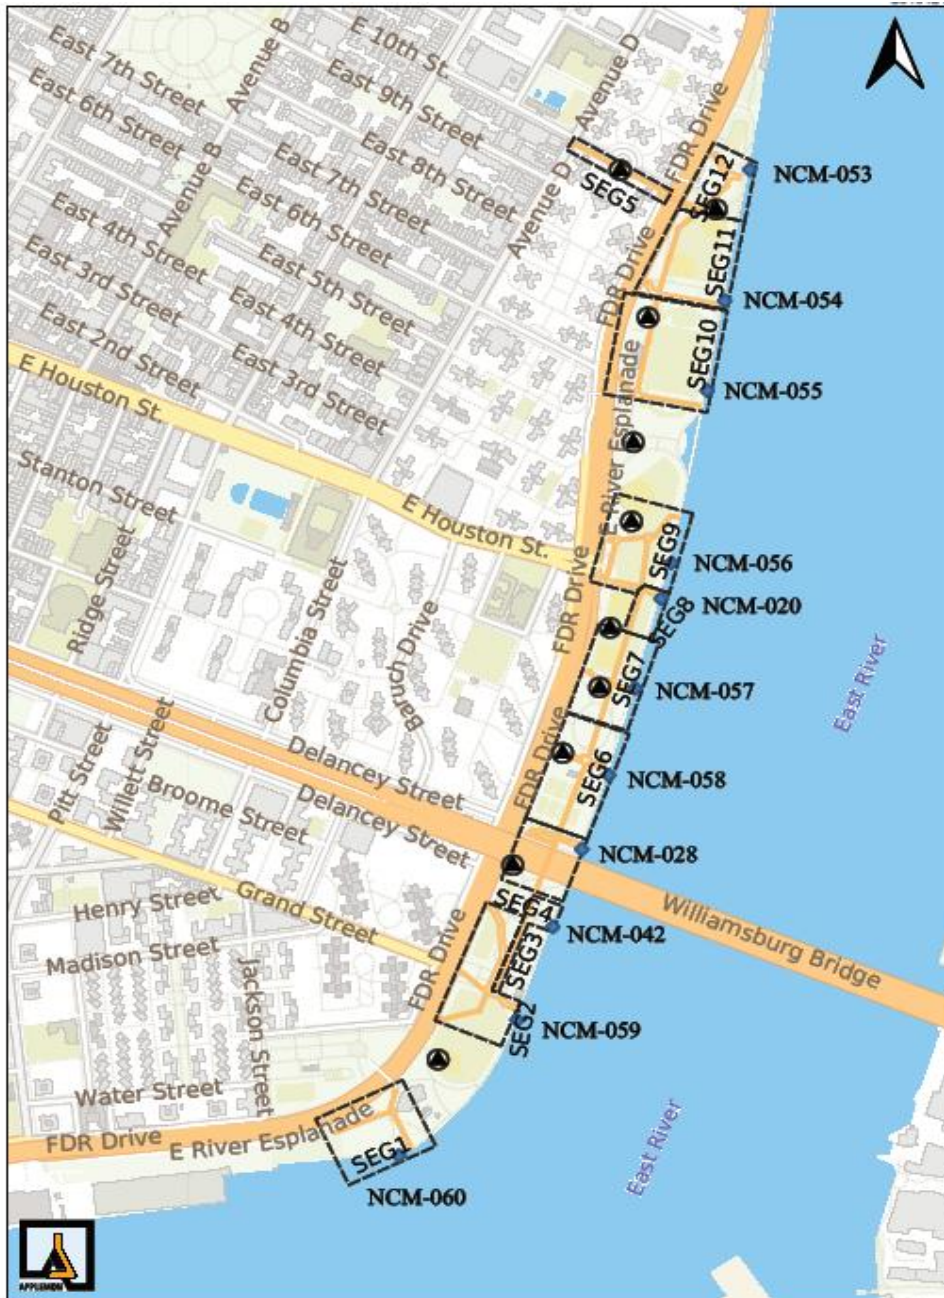 E 10th St.
Avenue B
East 9th Street
Avenue D
East 7th Street
East 8th Street
FDR Drive
East 6th Street
East 7th Street
SEG5
SEG12
NCM-053
Avenue B
East 6th Street
Avenue D
East 4th Street
East 5th Street
FDR Drive
SEG11
East 3rd Street
East 4th Street
NCM-054
East 2nd Street
East 3rd Street
SEG10
E Houston St.
E River Esplanade
NCM-055
Stanton Street
E Houston St.
SEG9
NCM-056
Ridge Street
Columbia Street
FDR Drive
NCM-020
SEG8
Baruch Drive
SEG7
NCM-057
East River
Pitt Street
Willett Street
Delancey Street
FDR Drive
SEG6
NCM-058
Broome Street
Delancey Street
NCM-028
Henry Street
Grand Street
SEG4
Williamsburg Bridge
Madison Street
FDR Drive
SEG3
NCM-042
Jackson Street
SEG2
NCM-059
Water Street
FDR Drive
E River Esplanade
SEG1
East River
NCM-060